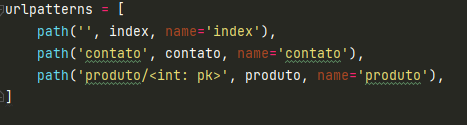 urlpatterns = [
    path('', index, name='index'),
    path('contato', contato, name='contato'),
    path('produto/<int: pk>', produto, name='produto'),
]